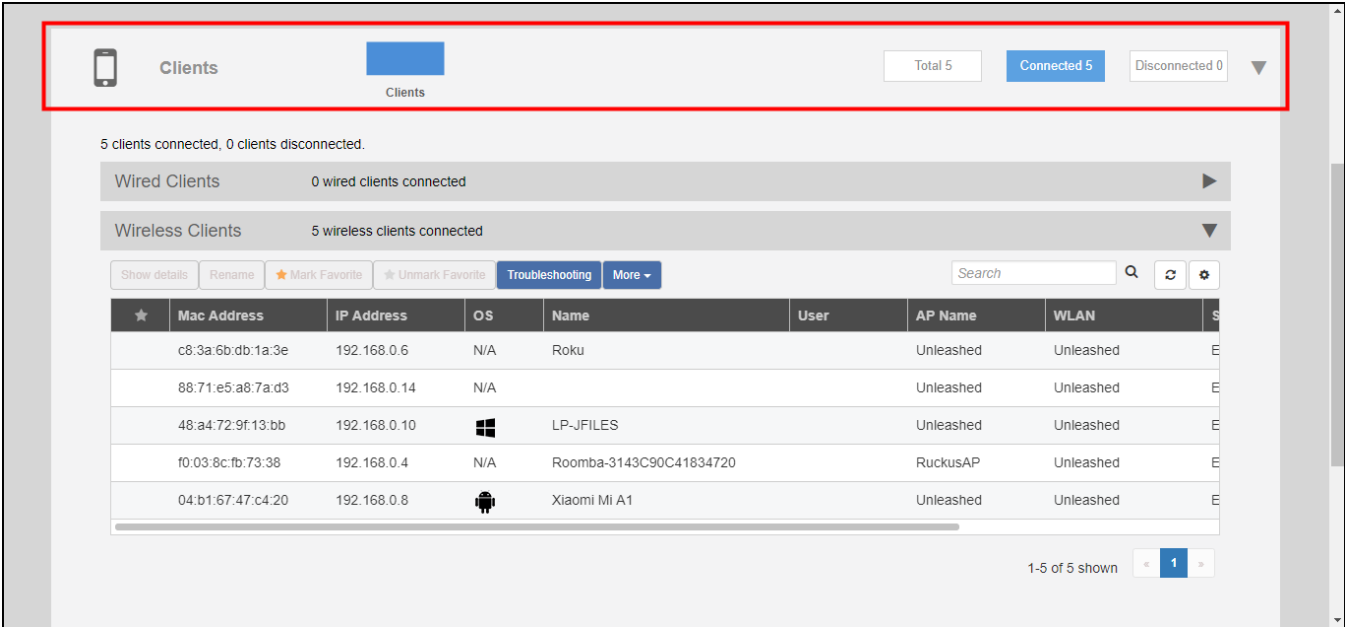 Clients
Clients
Total 5 Connected 5 Disconnected 0
5 clients connected, 0 clients disconnected.
Wired Clients 0 wired clients connected
Wireless Clients 5 wireless clients connected
Show details Rename Mark Favorite Unmark Favorite Troubleshooting More Search
Mac Address IP Address OS Name User AP Name WLAN S
c8:3a:6b:db:1a:3e 192.168.0.6 N/A Roku Unleashed Unleashed E
88:71:e5:a8:7a:d3 192.168.0.14 N/A Unleashed Unleashed E
48:a4:72:9f:13:bb 192.168.0.10 LP-JFILES Unleashed Unleashed E
f0:03:8c:fb:73:38 192.168.0.4 N/A Roomba-3143C90C41834720 RuckusAP Unleashed E
04:b1:67:47:c4:20 192.168.0.8 Xiaomi Mi A1 Unleashed Unleashed E
1-5 of 5 shown « 1 »